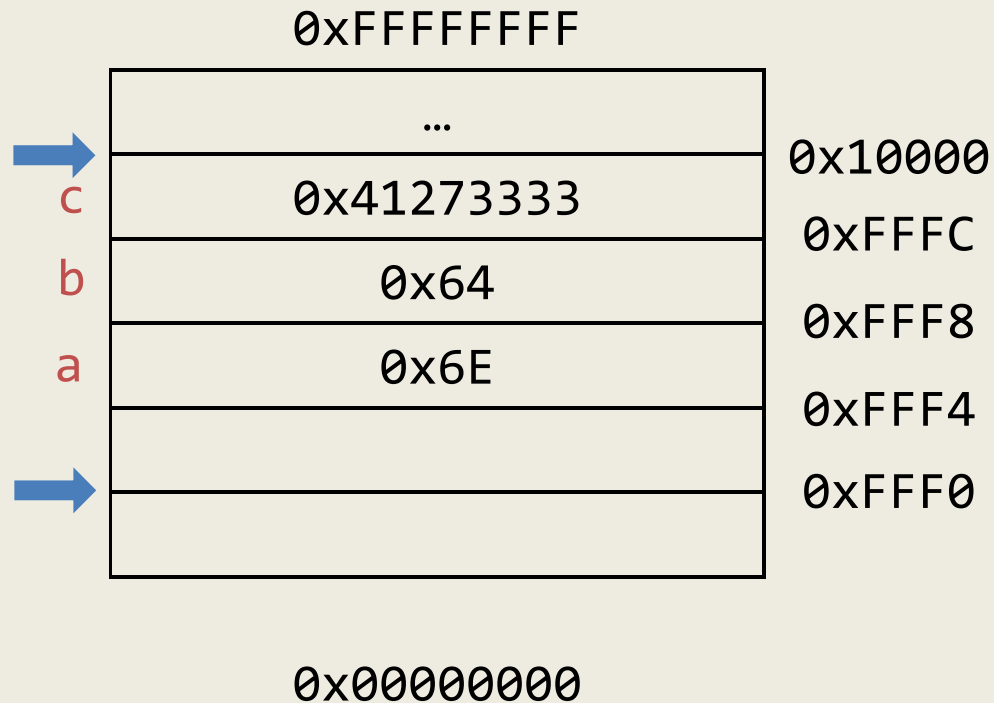 0xFFFFFFFF
…
0x10000
c 0x41273333
0xFFFC
b 0x64
0xFFF8
a 0x6E
0xFFF4
0xFFF0
0x00000000